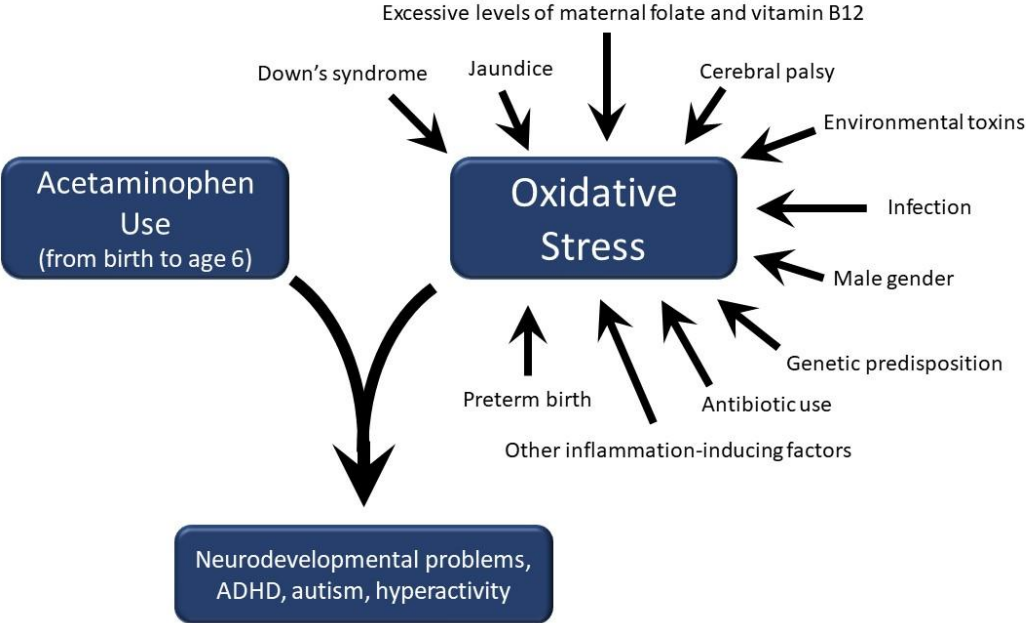 Excessive levels of maternal folate and vitamin B12
Down's syndrome
Jaundice
Cerebral palsy
Environmental toxins
Acetaminophen
Use
(from birth to age 6)
Oxidative
Stress
Infection
Male gender
Genetic predisposition
Preterm birth
Antibiotic use
Other inflammation-inducing factors
Neurodevelopmental problems,
ADHD, autism, hyperactivity